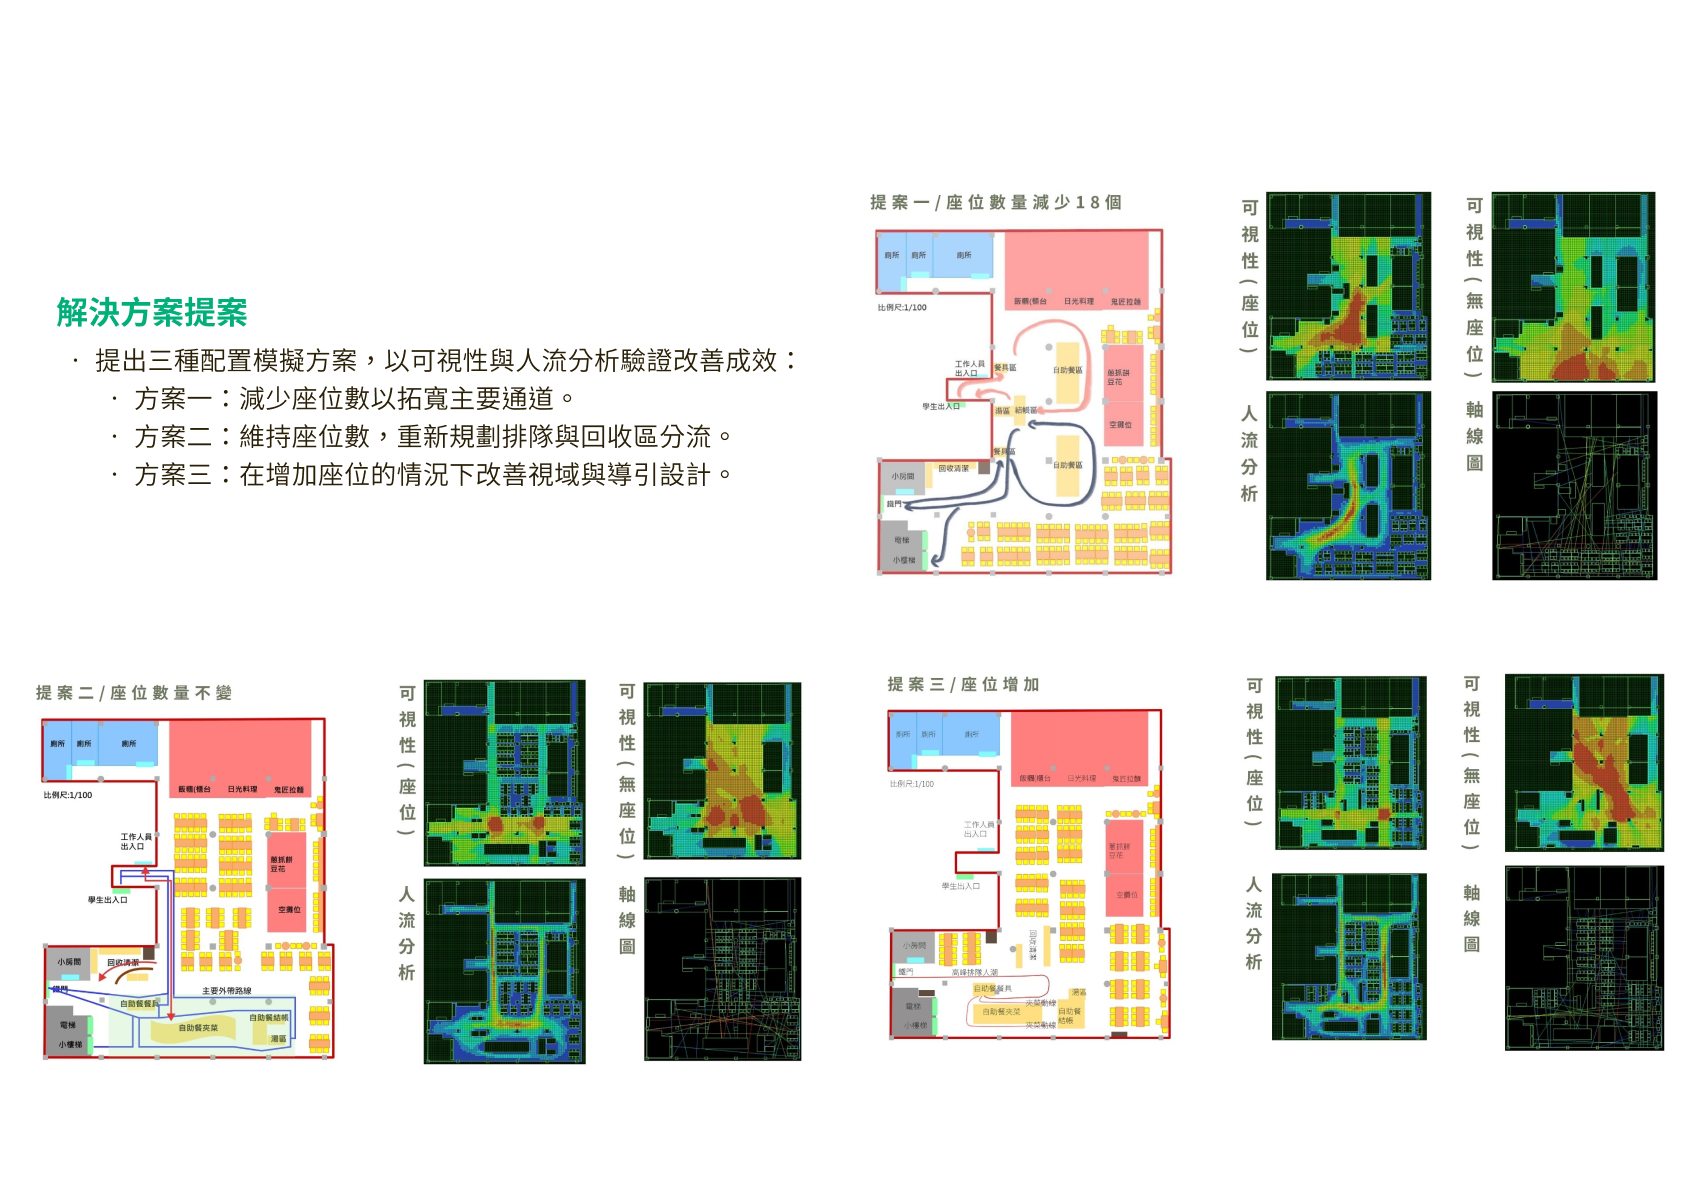 解決方案提案
· 提出三種配置模擬方案，以可視性與人流分析驗證改善成效：
· 方案一：減少座位數以拓寬主要通道。
· 方案二：維持座位數，重新規劃排隊與回收區分流。
· 方案三：在增加座位的情況下改善視域與導引設計。
提案一/座位數量減少18個
廁所
廁所
廁所
比例尺:1/100
飯糰(櫃台
日光料理
鬼匠拉麵
工作人員
出入口
餐具區
自助餐區
蔥抓餅
豆花
學生出入口
湯區
結帳區
空攤位
餐具區
自助餐區
小房間
回收清潔
鐵門
電梯
小樓梯
可視性(座位)
可視性(無座位)
人流分析
軸線圖
提案二/座位數量不變
廁所
廁所
廁所
比例尺:1/100
飯糰(櫃台
日光料理
鬼匠拉麵
工作人員
出入口
蔥抓餅
豆花
學生出入口
空攤位
小房間
回收清潔
鐵門
主要外帶路線
自助餐餐具
電梯
自助餐夾菜
自助餐結帳
小樓梯
湯區
可視性(座位)
可視性(無座位)
人流分析
軸線圖
提案三/座位增加
廁所
廁所
廁所
比例尺:1/100
飯糰(櫃台
日光料理
鬼匠拉麵
工作人員
出入口
蔥抓餅
豆花
學生出入口
空攤位
小房間
回收清潔
鐵門
高峰排隊人潮
自助餐餐具
湯區
夾菜動線
電梯
自助餐夾菜
自助餐
結帳
小樓梯
夾菜動線
可視性(座位)
可視性(無座位)
人流分析
軸線圖